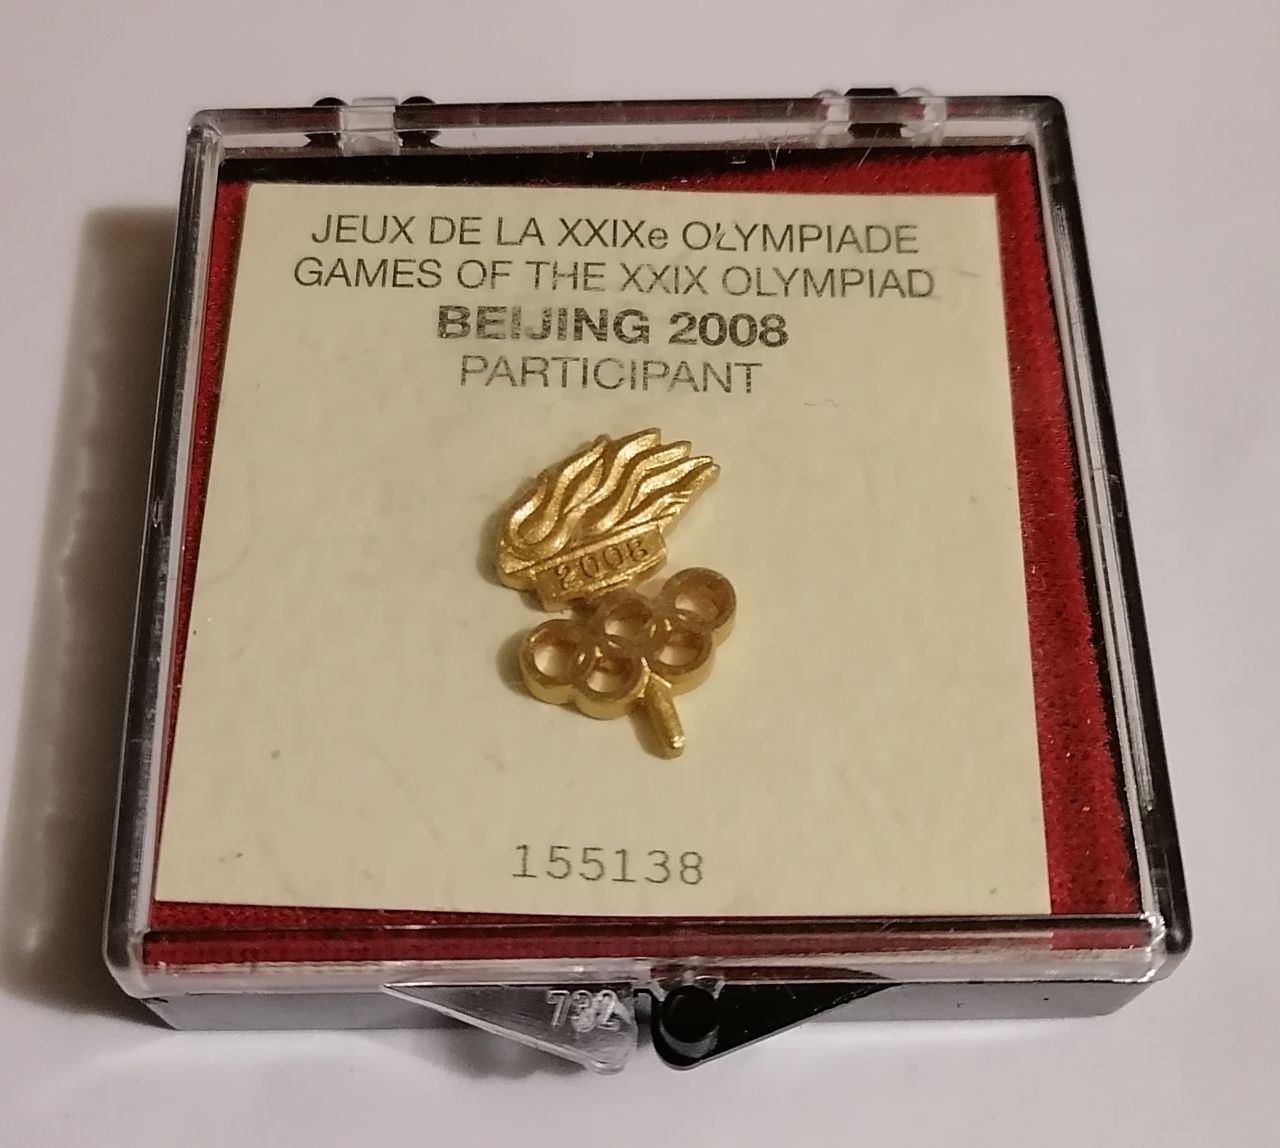 JEUX DE LA XXIXe OLYMPIADE
GAMES OF THE XXIX OLYMPIAD
BEIJING 2008
PARTICIPANT
2008
155138
732